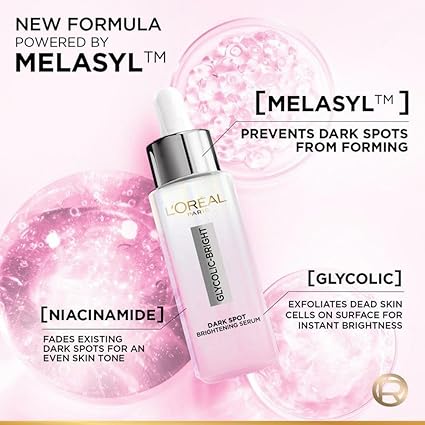 NEW FORMULA
POWERED BY
MELASYL™
[MELASYL™]
PREVENTS DARK SPOTS
FROM FORMING
L'ORÉAL
PARIS
GLYCOLIC-BRIGHT
DARK SPOT
BRIGHTENING SERUM
[GLYCOLIC]
EXFOLIATES DEAD SKIN
CELLS ON SURFACE FOR
INSTANT BRIGHTNESS
[NIACINAMIDE]
FADES EXISTING
DARK SPOTS FOR AN
EVEN SKIN TONE